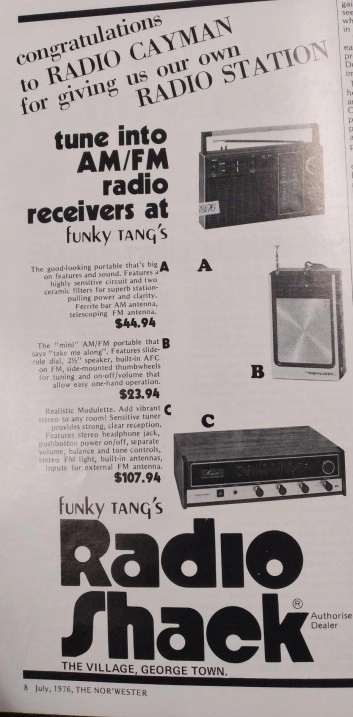 congratulations
to RADIO CAYMAN
for giving us our own
RADIO STATION
tune into
AM/FM
radio
receivers at
fuNky TANG's
The good-looking portable that's big
on features and sound. Features a
highly sensitive circuit and two
ceramic filters for superb station-
pulling power and clarity.
Ferrite bar AM antenna,
telescoping FM antenna.
$44.94
A
A
The "mini" AM/FM portable that
says "take me along". Features slide-
rule dial, 2½" speaker, built-in AFC
on FM, side-mounted thumbwheels
for tuning and on-off/volume that
allow easy one-hand operation.
$23.94
B
B
Realistic Modulette. Add vibrant
stereo to any room! Sensitive tuner
provides strong, clear reception.
Features stereo headphone jack,
pushbutton power on/off, separate
volume, balance and tone controls,
stereo FM light, built-in antennas,
inputs for external FM antenna.
$107.94
C
C
fuNky TANG's
Radio
Shack®
Authorise
Dealer
THE VILLAGE, GEORGE TOWN.
8 July, 1976, THE NOR'WESTER